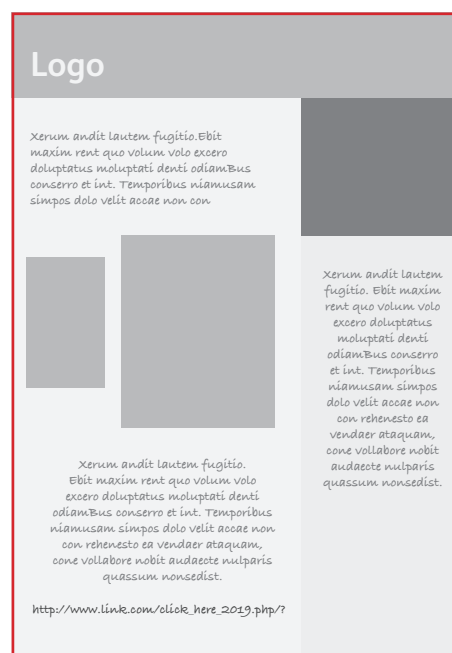 Logo
Xerum andit lautem fugitio.Ebit
maxim rent quo volum volo excero
doluptatus moluptati denti odiamBus
conserro et int. Temporibus niamusam
simpos dolo velit accae non con
Xerum andit lautem fugitio.
Ebit maxim rent quo volum volo
excero doluptatus moluptati denti
odiamBus conserro et int. Temporibus
niamusam simpos dolo velit accae non
con rehenesto ea vendaer ataquam,
cone vollabore nobit audaecte nulparis
quassum nonsedist.
http://www.link.com/click_here_2019.php/?
Xerum andit lautem
fugitio. Ebit maxim
rent quo volum volo
excero doluptatus
moluptati denti
odiamBus conserro
et int. Temporibus
niamusam simpos
dolo velit accae non
con rehenesto ea
vendaer ataquam,
cone vollabore nobit
audaecte nulparis
quassum nonsedist.